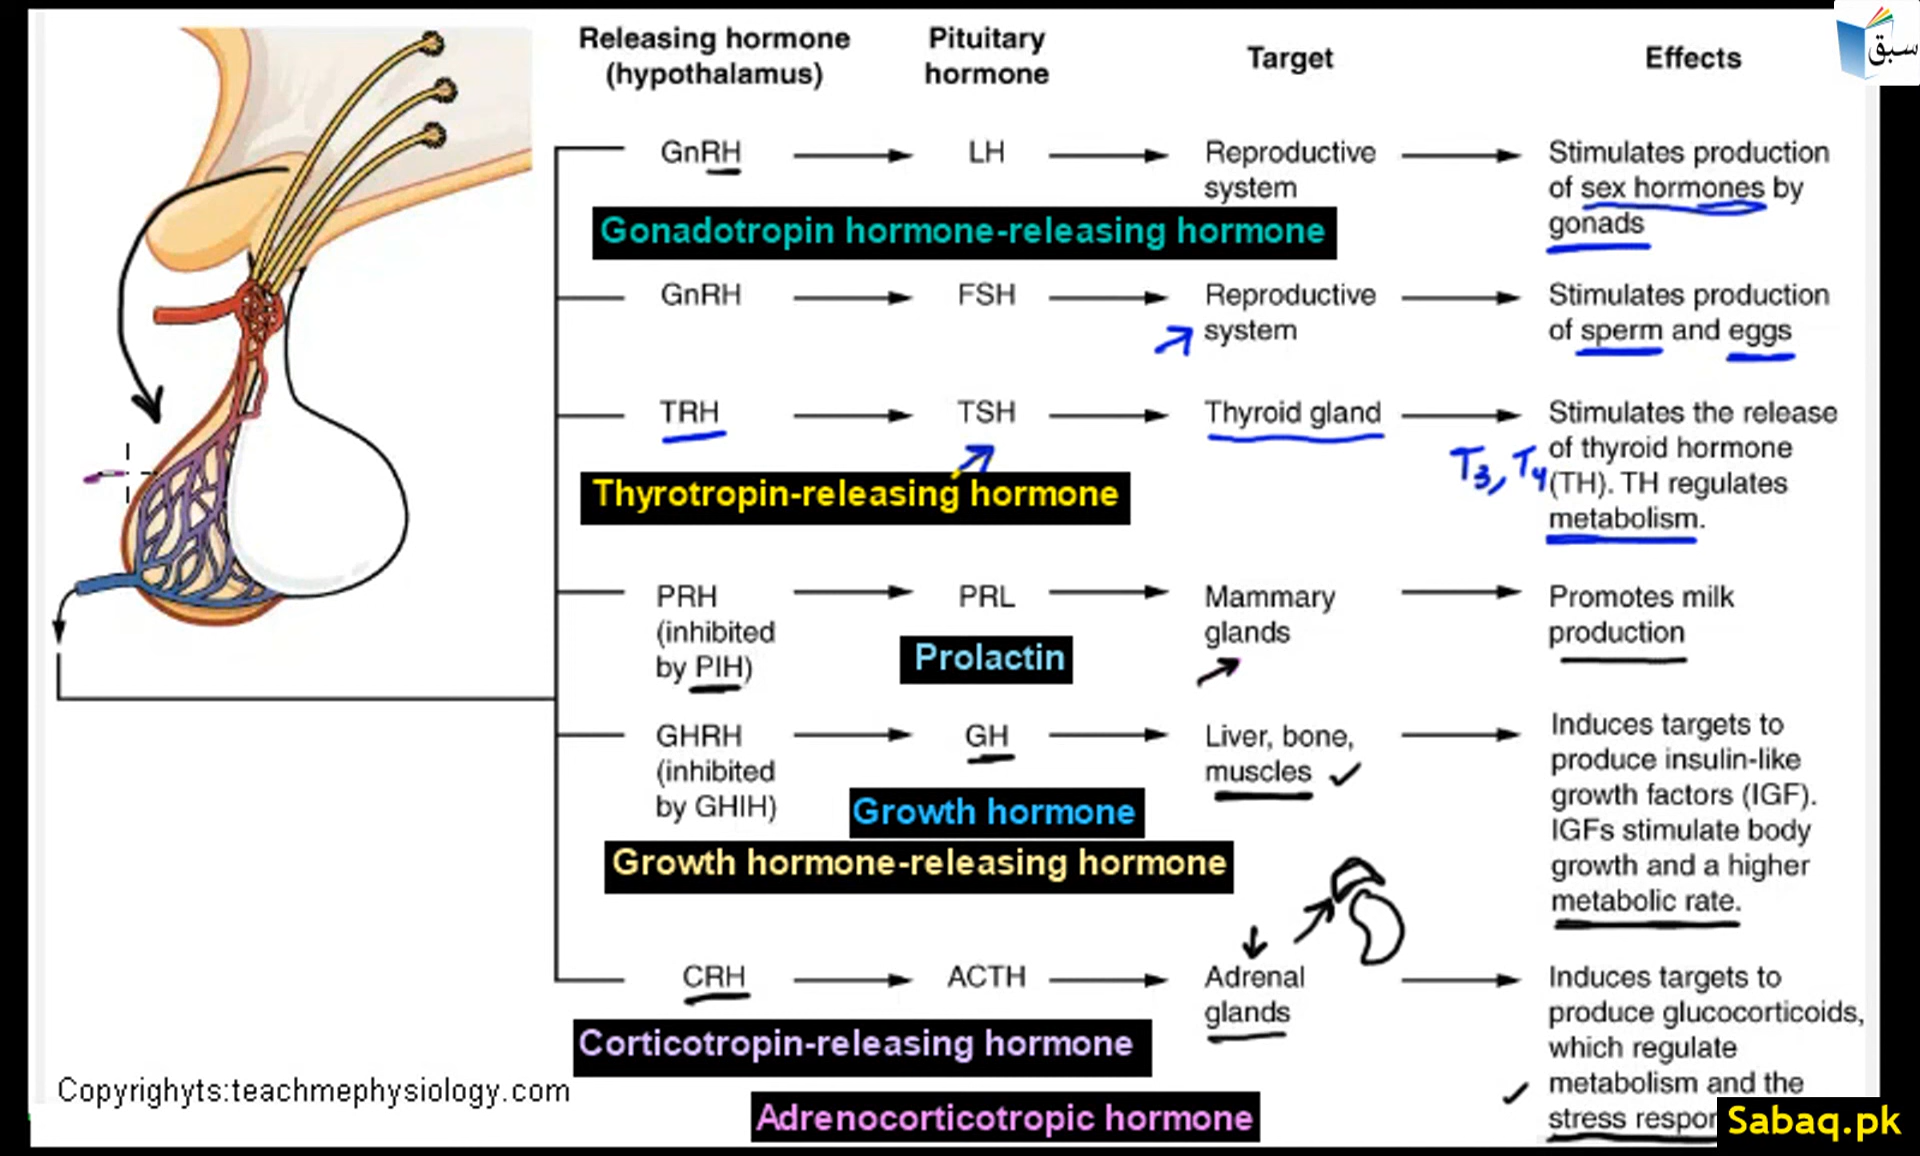 سبق
Releasing hormone
(hypothalamus)
Pituitary
hormone
Target
Effects
GnRH
LH
Reproductive
system
Stimulates production
of sex hormones by
gonads
Gonadotropin hormone-releasing hormone
GnRH
FSH
Reproductive
system
Stimulates production
of sperm and eggs
TRH
TSH
Thyroid gland
Stimulates the release
of thyroid hormone
(TH). TH regulates
metabolism.
T3, T4
Thyrotropin-releasing hormone
PRH
(inhibited
by PIH)
PRL
Mammary
glands
Promotes milk
production
Prolactin
GHRH
(inhibited
by GHIH)
GH
Liver, bone,
muscles
Induces targets to
produce insulin-like
growth factors (IGF).
IGFs stimulate body
growth and a higher
metabolic rate.
Growth hormone
Growth hormone-releasing hormone
CRH
ACTH
Adrenal
glands
Induces targets to
produce glucocorticoids,
which regulate
metabolism and the
stress respon
Corticotropin-releasing hormone
Adrenocorticotropic hormone
Copyrighyts:teachmephysiology.com
Sabaq.pk